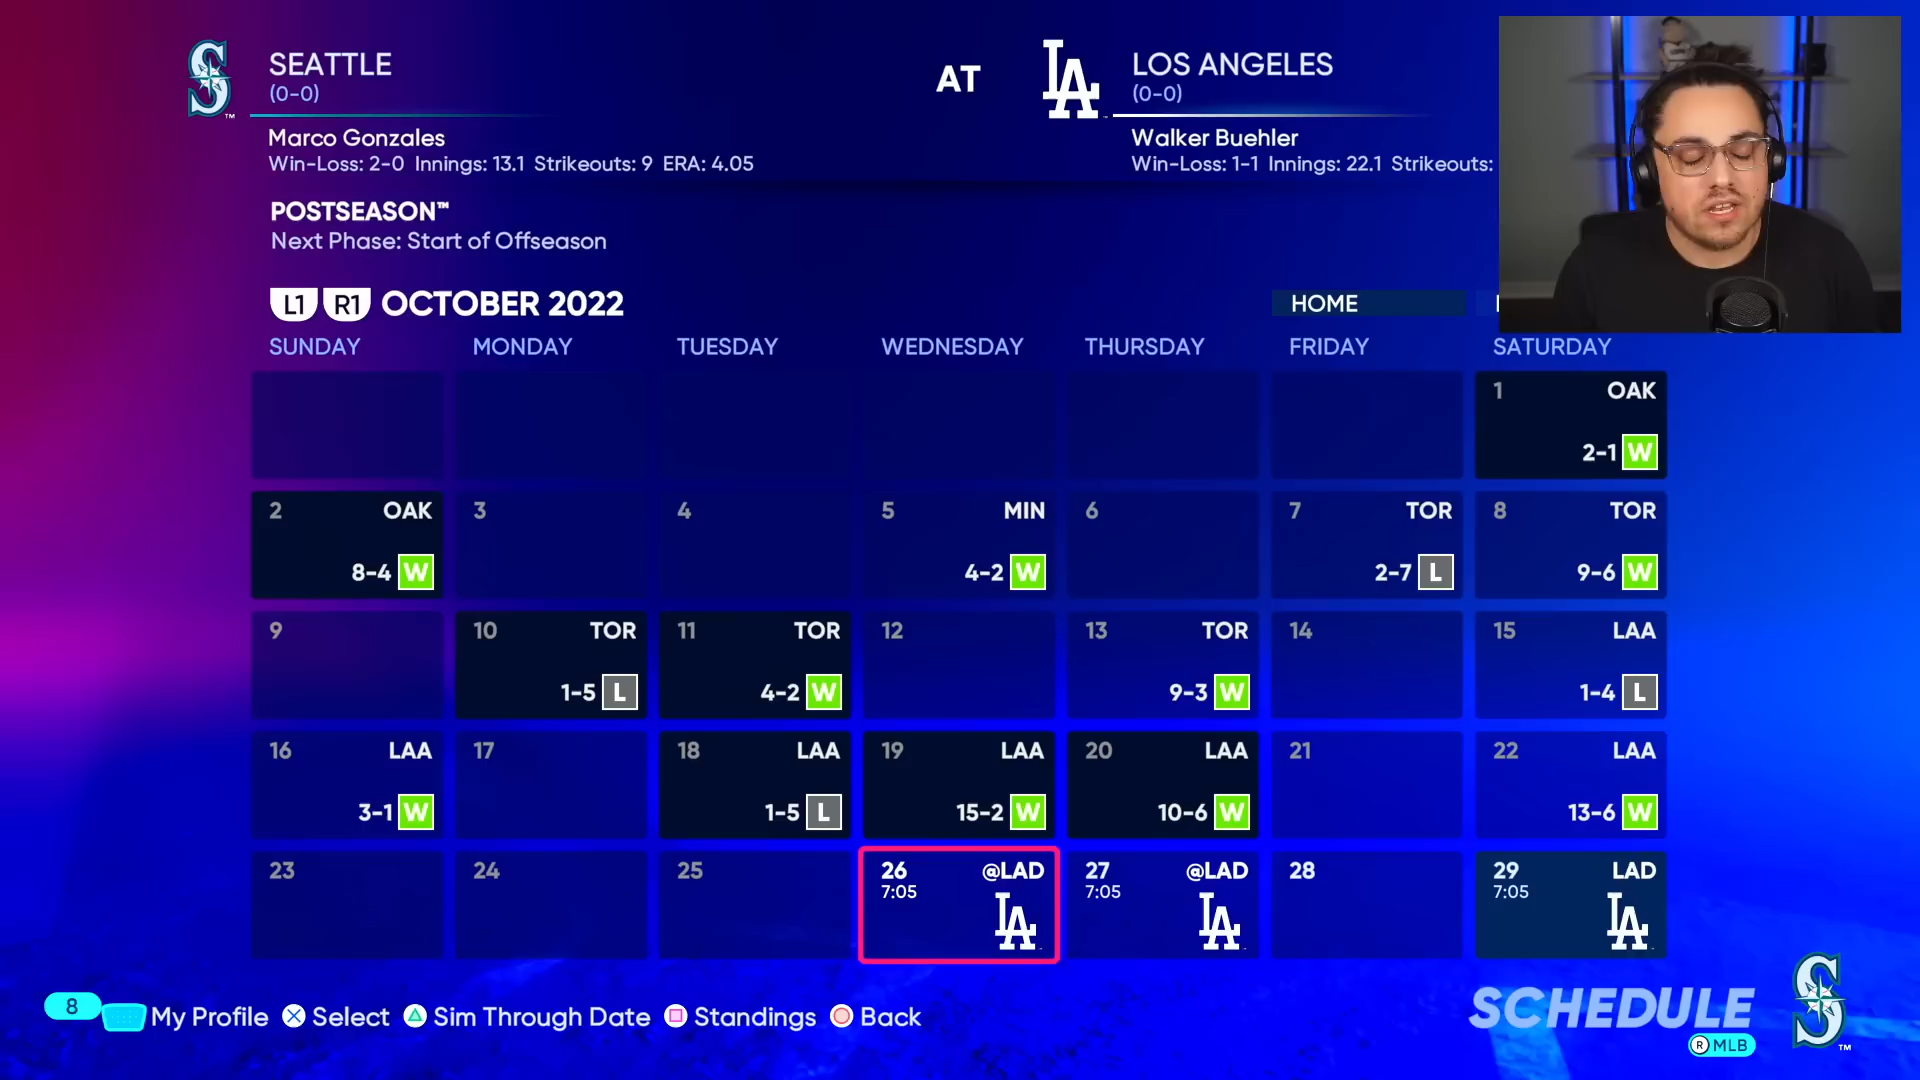 SEATTLE
(0-0)
AT
LA
LOS ANGELES
(0-0)
Marco Gonzales
Win-Loss: 2-0 Innings: 13.1 Strikeouts: 9 ERA: 4.05
Walker Buehler
Win-Loss: 1-1 Innings: 22.1 Strikeouts:
POSTSEASON™
Next Phase: Start of Offseason
L1 R1 OCTOBER 2022
HOME
SUNDAY MONDAY TUESDAY WEDNESDAY THURSDAY FRIDAY SATURDAY
1 OAK
2-1 W
2 OAK 3 4 5 MIN 6 7 TOR 8 TOR
8-4 W 4-2 W 2-7 L 9-6 W
9 10 TOR 11 TOR 12 13 TOR 14 15 LAA
1-5 L 4-2 W 9-3 W 1-4 L
16 LAA 17 18 LAA 19 LAA 20 LAA 21 22 LAA
3-1 W 1-5 L 15-2 W 10-6 W 13-6 W
23 24 25 26 @LAD 27 @LAD 28 29 LAD
7:05 7:05 7:05
LA LA LA
8 My Profile Select Sim Through Date Standings Back
SCHEDULE
R MLB
S™